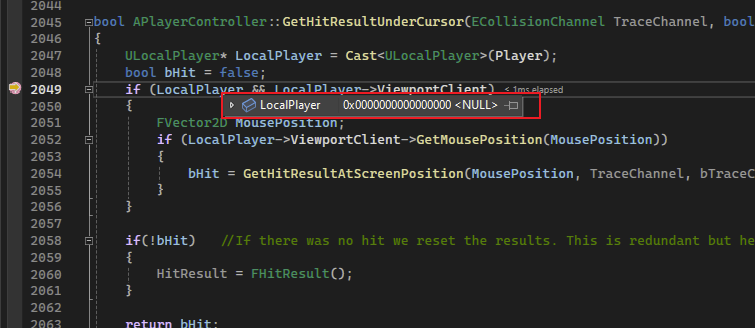 2044
2045 bool APlayerController::GetHitResultUnderCursor(ECollisionChannel TraceChannel, bool
2046 {
2047 ULocalPlayer* LocalPlayer = Cast<ULocalPlayer>(Player);
2048 bool bHit = false;
2049 if (LocalPlayer && LocalPlayer->ViewportClient) < 1ms elapsed
LocalPlayer 0x0000000000000000 <NULL>
2050 {
2051 FVector2D MousePosition;
2052 if (LocalPlayer->ViewportClient->GetMousePosition(MousePosition))
2053 {
2054 bHit = GetHitResultAtScreenPosition(MousePosition, TraceChannel, bTraceC
2055 }
2056 }
2057
2058 if(!bHit) //If there was no hit we reset the results. This is redundant but he
2059 {
2060 HitResult = FHitResult();
2061 }
2062
2063 return bHit;